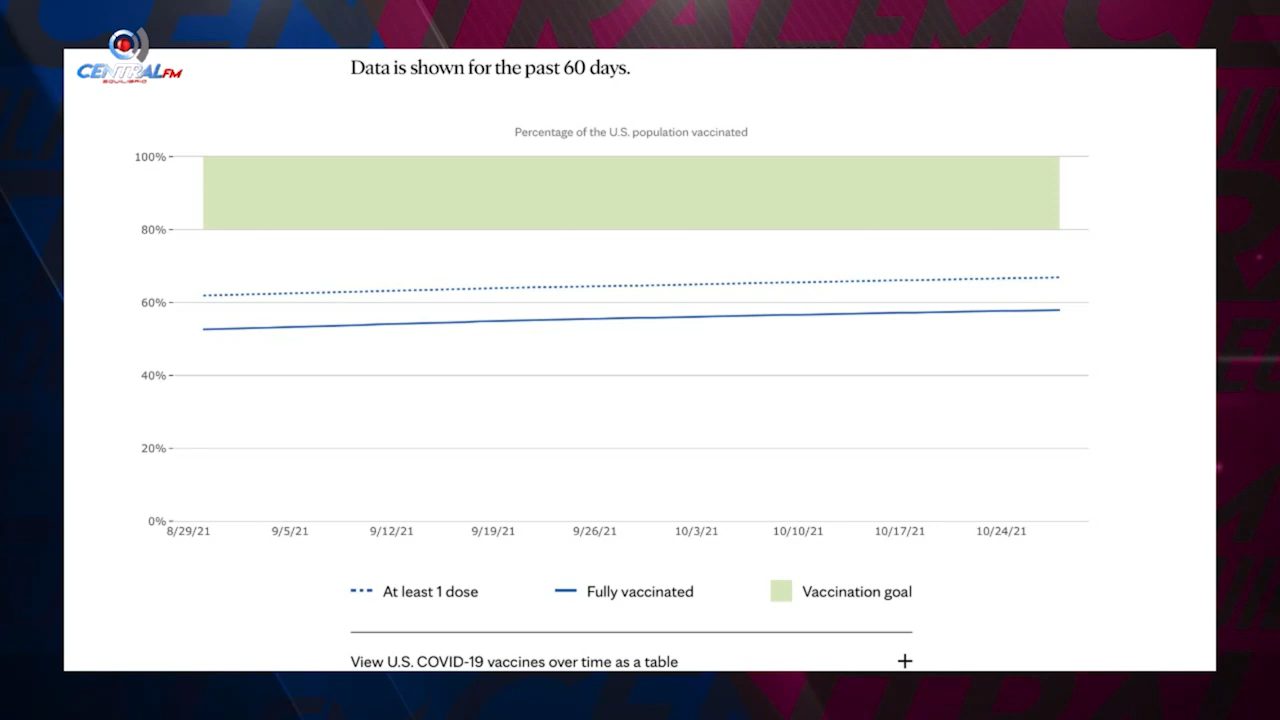 CENTRAL FM
EQUILIBRIO
Data is shown for the past 60 days.
Percentage of the U.S. population vaccinated
100%
80%
60%
40%
20%
0%
8/29/21 9/5/21 9/12/21 9/19/21 9/26/21 10/3/21 10/10/21 10/17/21 10/24/21
At least 1 dose Fully vaccinated Vaccination goal
View U.S. COVID-19 vaccines over time as a table +